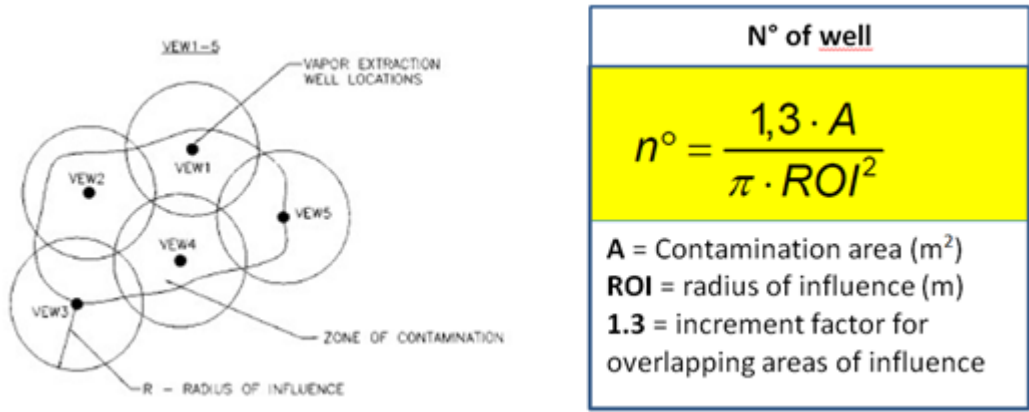 VEW1-5
VAPOR EXTRACTION
WELL LOCATIONS
VEW1
VEW2
VEW5
VEW4
VEW3
ZONE OF CONTAMINATION
R - RADIUS OF INFLUENCE
N° of well
n° = 1,3 · A / π · ROI²
A = Contamination area (m²)
ROI = radius of influence (m)
1.3 = increment factor for
overlapping areas of influence